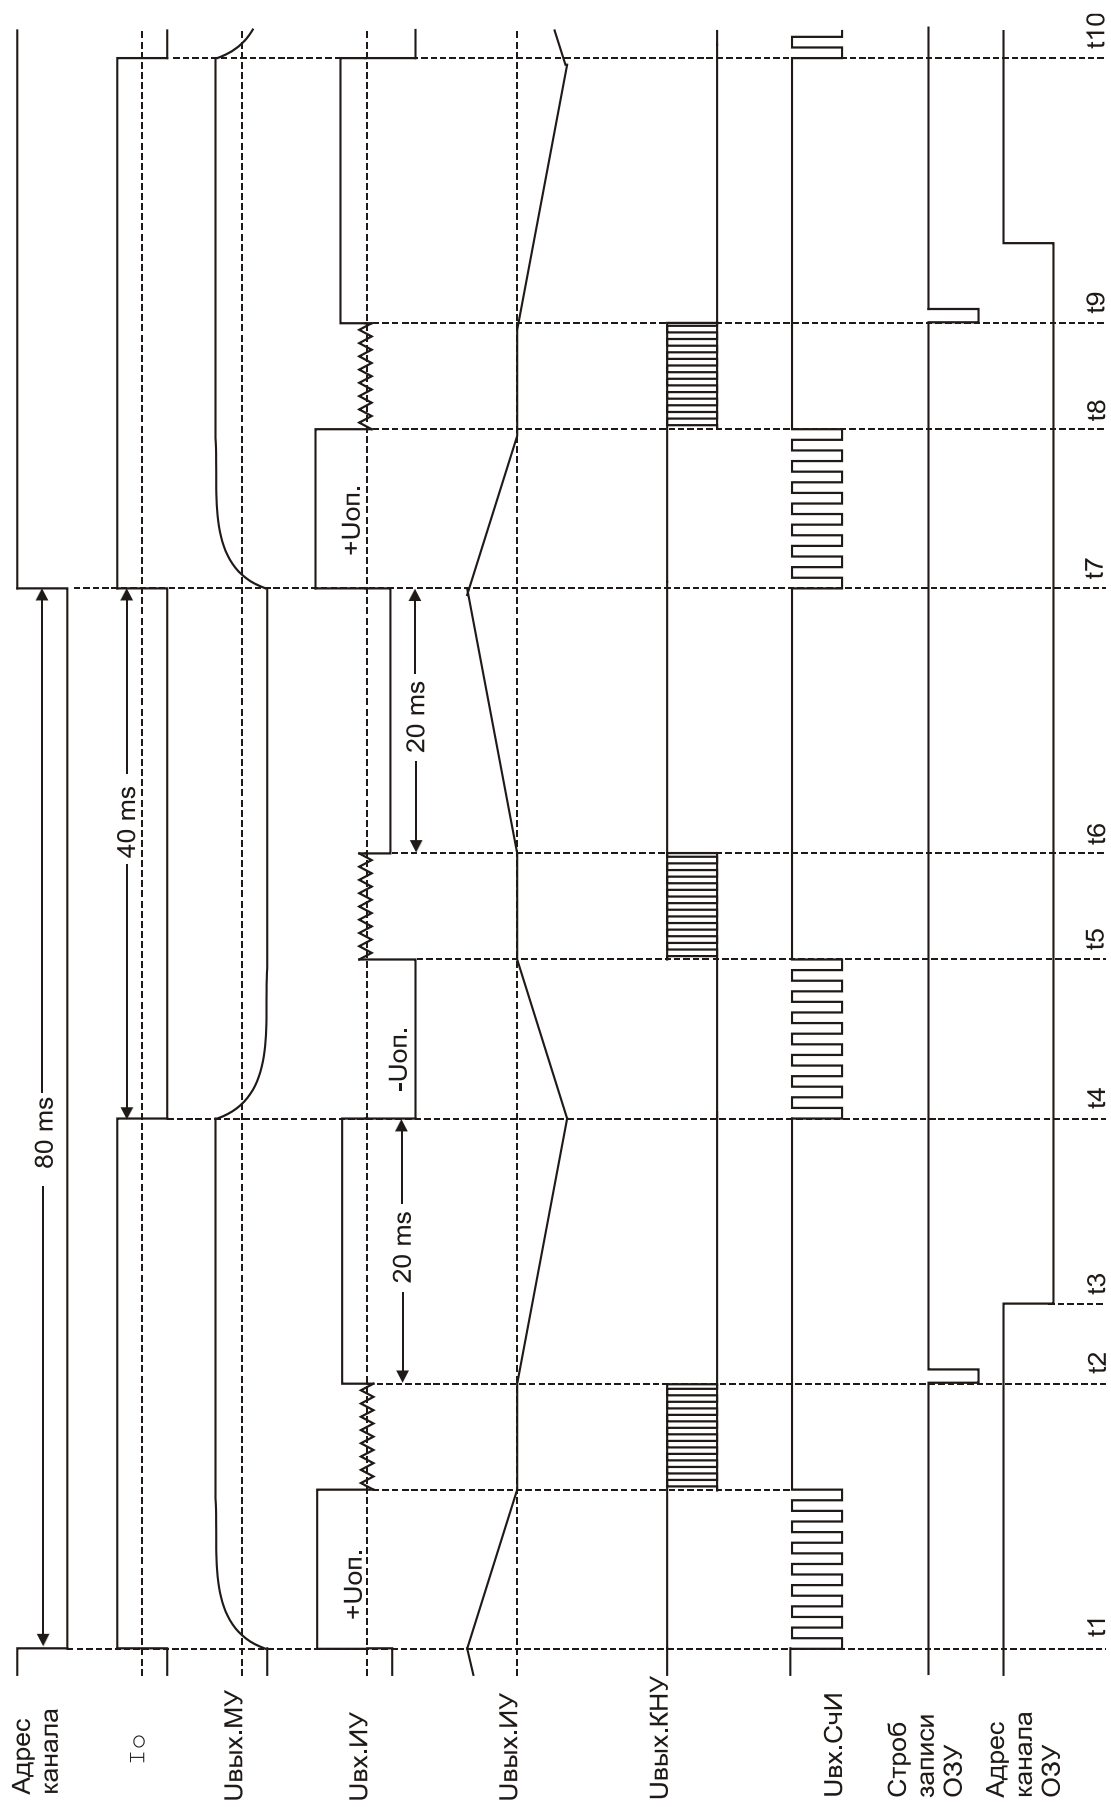 Адрес
канала
80 ms
Io
40 ms
Uвых.МУ
Uвх.ИУ
+Uоп.
20 ms
-Uоп.
20 ms
+Uоп.
Uвых.ИУ
Uвых.КНУ
Uвх.СчИ
Строб
записи
ОЗУ
Адрес
канала
ОЗУ
t1
t2
t3
t4
t5
t6
t7
t8
t9
t10